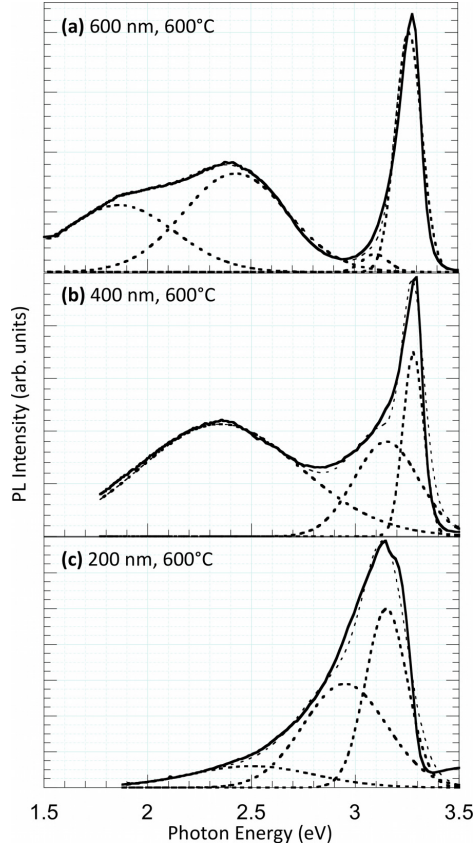 (a) 600 nm, 600°C
(b) 400 nm, 600°C
(c) 200 nm, 600°C
PL Intensity (arb. units)
1.5 2 2.5 3 3.5
Photon Energy (eV)